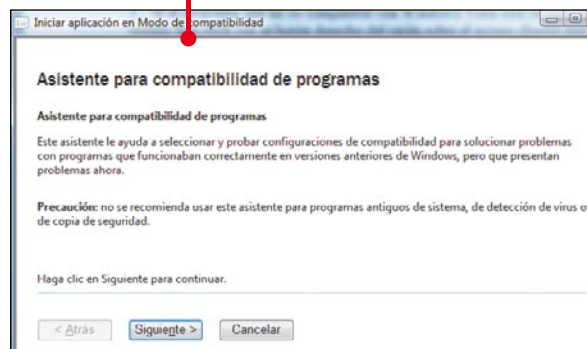 Iniciar aplicación en Modo de compatibilidad
Asistente para compatibilidad de programas
Asistente para compatibilidad de programas
Este asistente le ayuda a seleccionar y probar configuraciones de compatibilidad para solucionar problemas
con programas que funcionaban correctamente en versiones anteriores de Windows, pero que presentan
problemas ahora.
Precaución: no se recomienda usar este asistente para programas antiguos de sistema, de detección de virus o
de copia de seguridad.
Haga clic en Siguiente para continuar.
< Atrás Siguiente > Cancelar